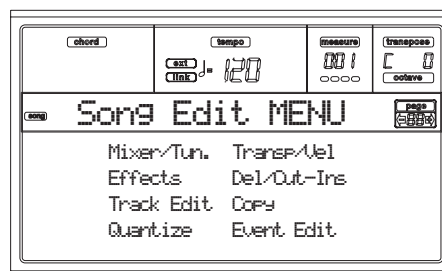 chord tempo measure transpose
ext link ♩= 120 001 C 0
octave
song Song Edit MENU page
Mixer/Tun. Transp/Vel
Effects Del/Cut-Ins
Track Edit Copy
Quantize Event Edit